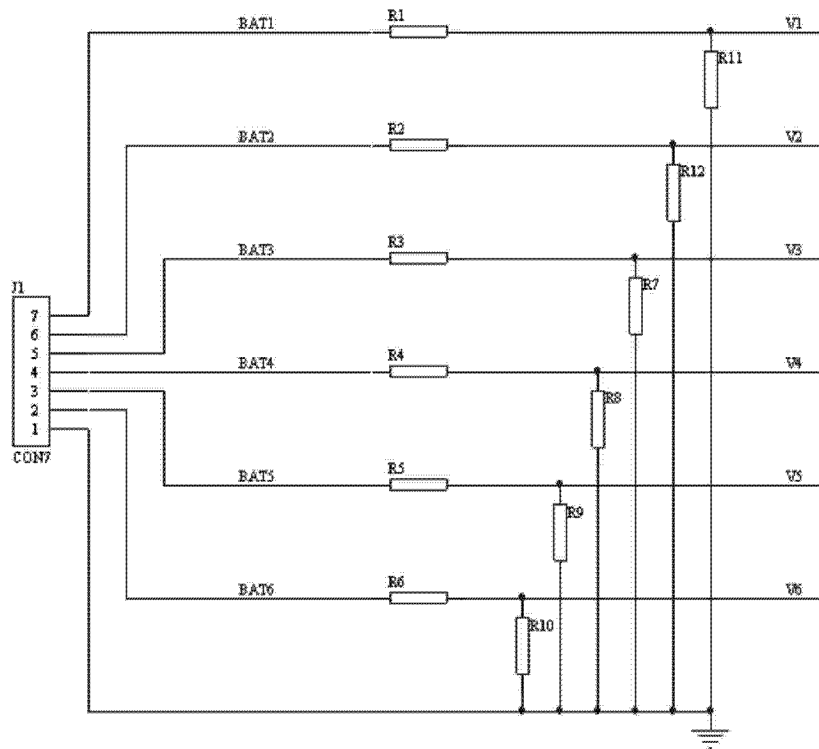 BAT1 R1 V1
R11
BAT2 R2 V2
R12
BAT3 R3 V3
J1 R7
7
6
5
4 BAT4 R4 V4
3 R8
2
1
CON7
BAT5 R5 V5
R9
BAT6 R6 V6
R10